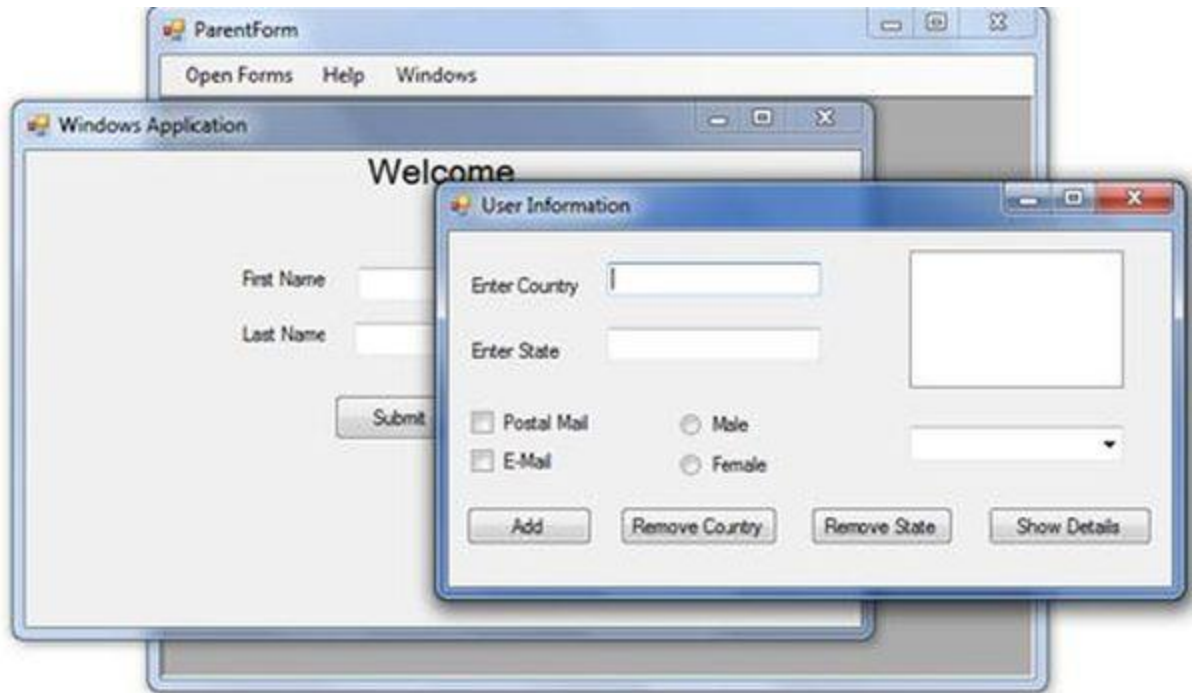 ParentForm
Open Forms Help Windows
Windows Application
Welcome
First Name
Last Name
Submit
User Information
Enter Country
Enter State
Postal Mail
E-Mail
Male
Female
Add
Remove Country
Remove State
Show Details